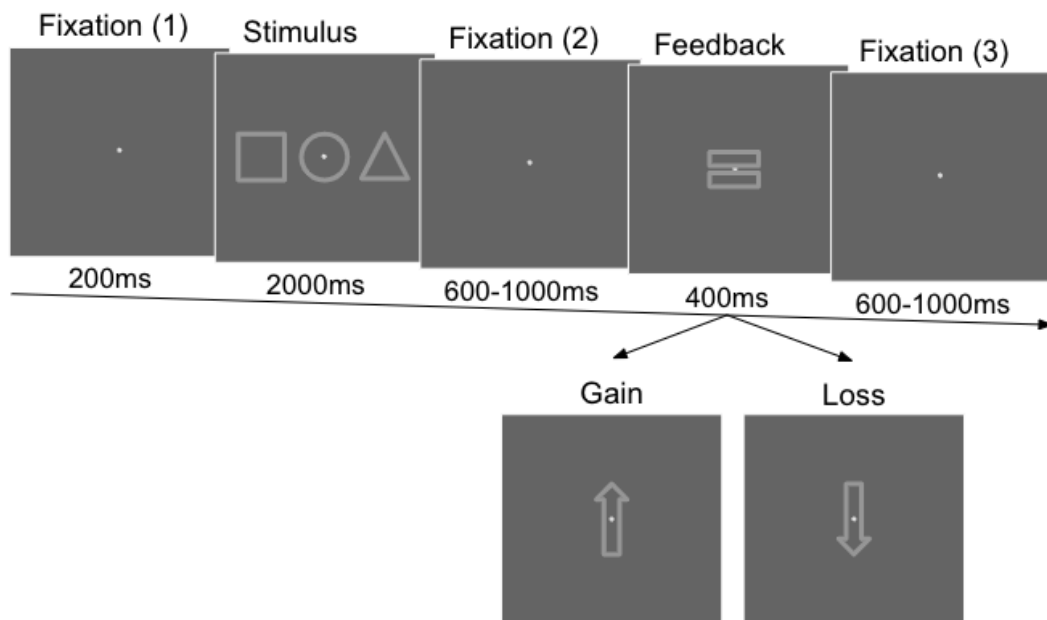 Fixation (1)
Stimulus
Fixation (2)
Feedback
Fixation (3)
200ms
2000ms
600-1000ms
400ms
600-1000ms
Gain
Loss